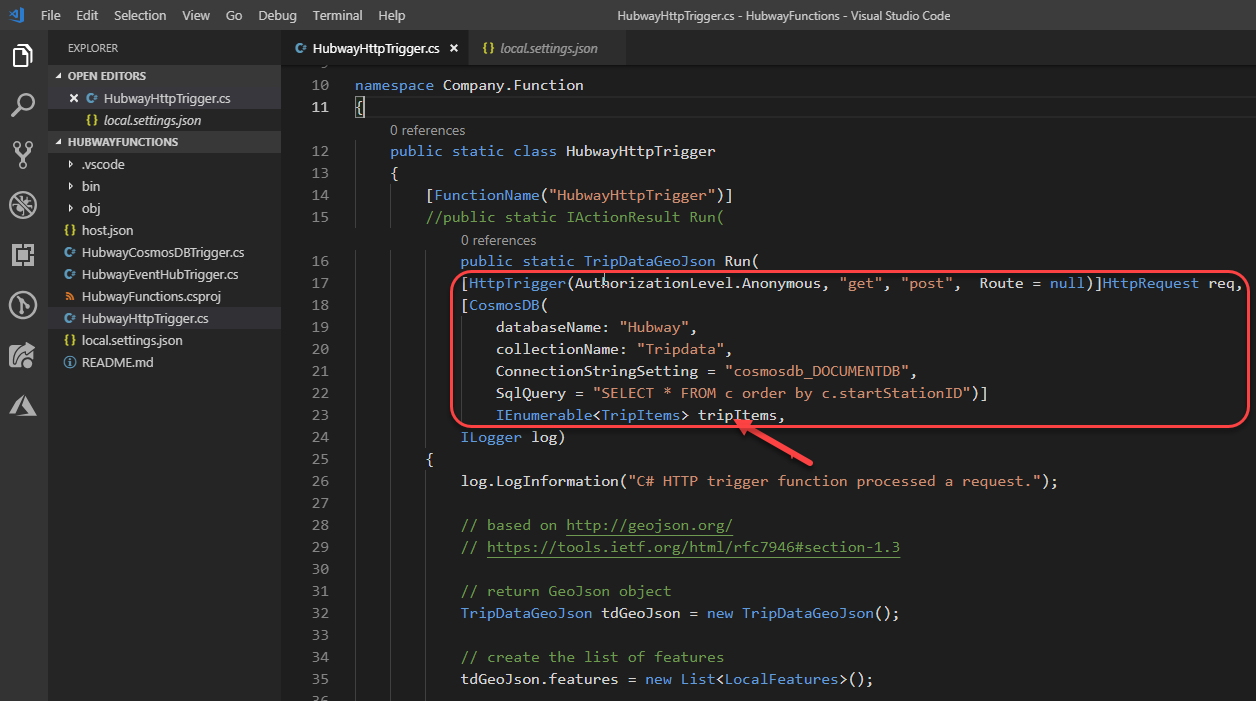 File Edit Selection View Go Debug Terminal Help HubwayHttpTrigger.cs - HubwayFunctions - Visual Studio Code
EXPLORER
OPEN EDITORS
HubwayHttpTrigger.cs
{} local.settings.json
HUBWAYFUNCTIONS
.vscode
bin
obj
{} host.json
HubwayCosmosDBTrigger.cs
HubwayEventHubTrigger.cs
HubwayFunctions.csproj
HubwayHttpTrigger.cs
{} local.settings.json
README.md
HubwayHttpTrigger.cs {} local.settings.json
10 namespace Company.Function
11 {
0 references
12 public static class HubwayHttpTrigger
13 {
14 [FunctionName("HubwayHttpTrigger")]
15 //public static IActionResult Run(
0 references
16 public static TripDataGeoJson Run(
17 [HttpTrigger(AuthorizationLevel.Anonymous, "get", "post", Route = null)]HttpRequest req,
18 [CosmosDB(
19 databaseName: "Hubway",
20 collectionName: "Tripdata",
21 ConnectionStringSetting = "cosmosdb_DOCUMENTDB",
22 SqlQuery = "SELECT * FROM c order by c.startStationID")]
23 IEnumerable<TripItems> tripItems,
24 ILogger log)
25 {
26 log.LogInformation("C# HTTP trigger function processed a request.");
27
28 // based on http://geojson.org/
29 // https://tools.ietf.org/html/rfc7946#section-1.3
30
31 // return GeoJson object
32 TripDataGeoJson tdGeoJson = new TripDataGeoJson();
33
34 // create the list of features
35 tdGeoJson.features = new List<LocalFeatures>();